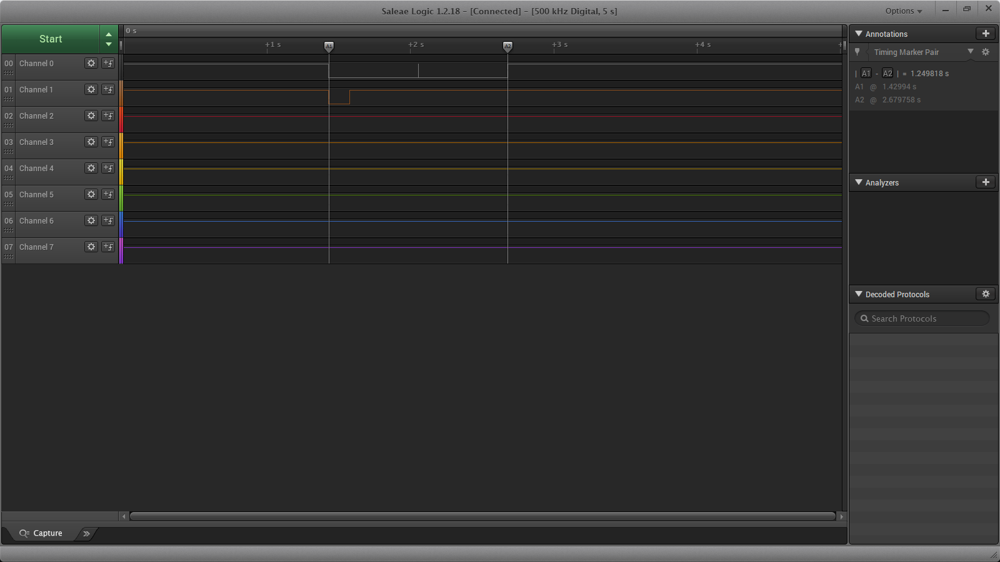 Saleae Logic 1.2.18 - [Connected] - [500 kHz Digital, 5 s]
Options
Start
0 s
+1 s
A1
+2 s
A2
+3 s
+4 s
+
00 Channel 0
01 Channel 1
02 Channel 2
03 Channel 3
04 Channel 4
05 Channel 5
06 Channel 6
07 Channel 7
Annotations
Timing Marker Pair
| A1 - A2 | = 1.249818 s
A1 @ 1.42994 s
A2 @ 2.679758 s
Analyzers
Decoded Protocols
Search Protocols
Capture